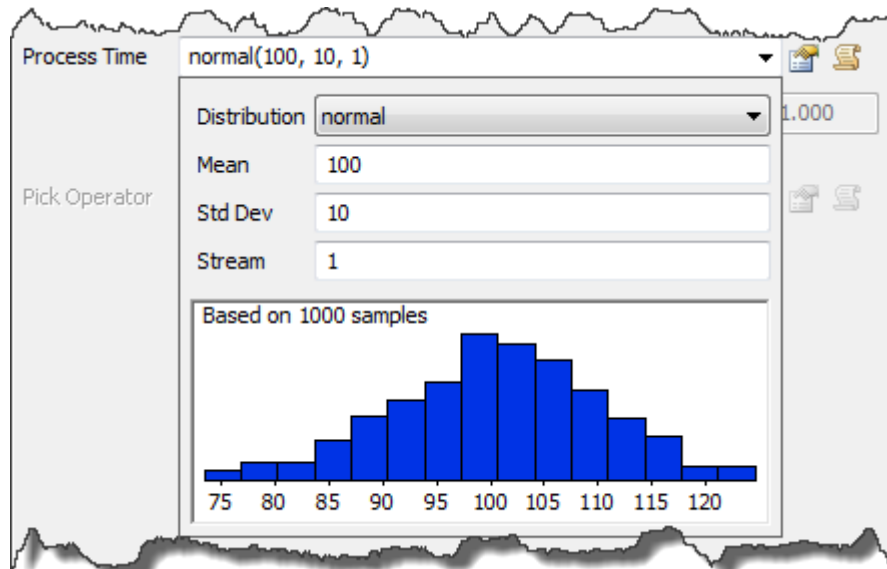 Process Time normal(100, 10, 1)
Distribution normal
1.000
Mean 100
Pick Operator
Std Dev 10
Stream 1
Based on 1000 samples
75 80 85 90 95 100 105 110 115 120